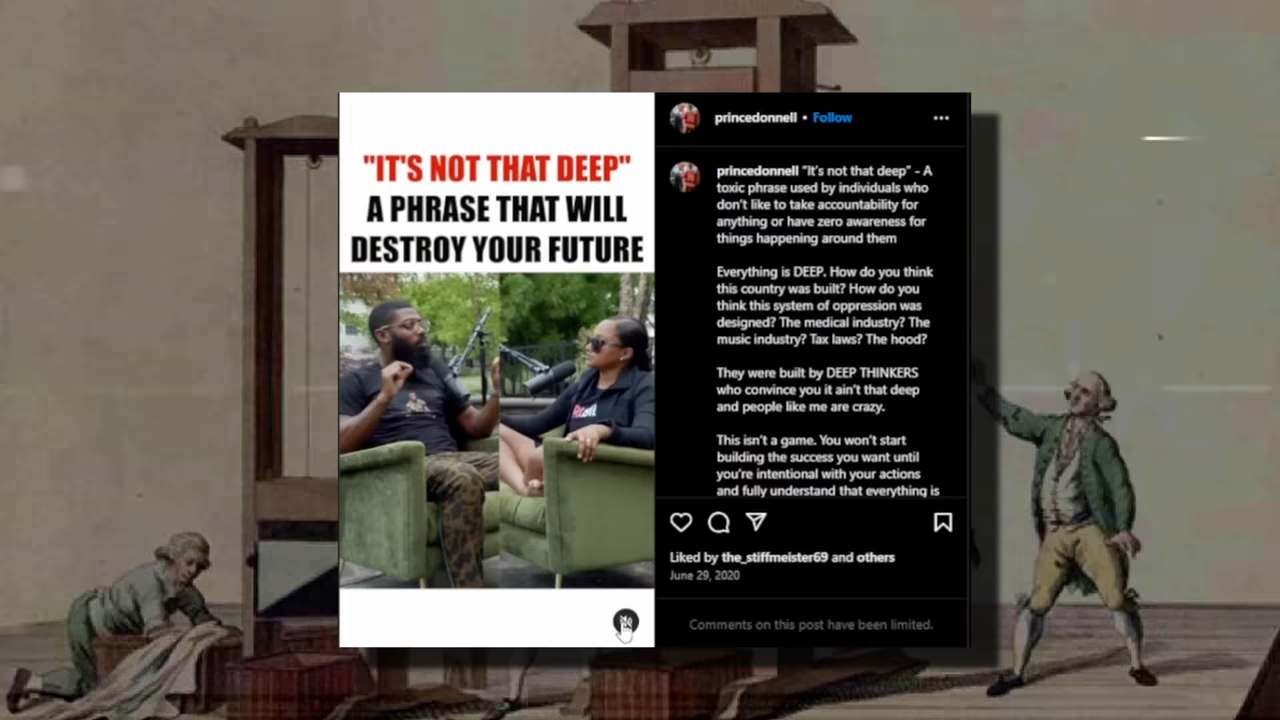 "IT'S NOT THAT DEEP"
A PHRASE THAT WILL
DESTROY YOUR FUTURE
princedonnell • Follow
princedonnell "It's not that deep" - A
toxic phrase used by individuals who
don't like to take accountability for
anything or have zero awareness for
things happening around them
Everything is DEEP. How do you think
this country was built? How do you
think this system of oppression was
designed? The medical industry? The
music industry? Tax laws? The hood?
They were built by DEEP THINKERS
who convince you it ain't that deep
and people like me are crazy.
This isn't a game. You won't start
building the success you want until
you're intentional with your actions
and fully understand that everything is
Liked by the_stiffmeister69 and others
June 29, 2020
Comments on this post have been limited.